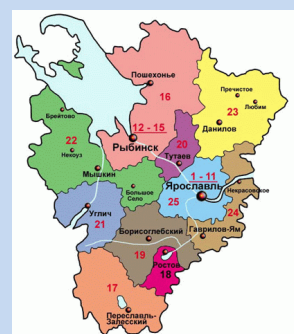 Пошехонье
16
Пречистое
Любим
23
Брейтово
12 - 15
Данилов
22
Рыбинск
20
Некоуз
Тутаев
Мышкин
1 - 11
Ярославль
Большое
Село
Некрасовское
25
Углич
24
21
Борисоглебский
Гаврилов-Ям
19
Ростов
18
17
Переславль-
Залесский